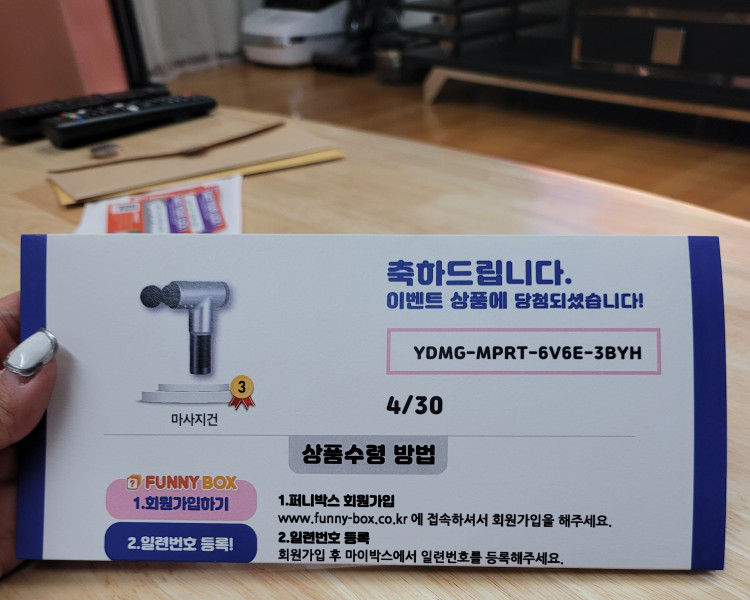 축하드립니다.
이벤트 상품에 당첨되셨습니다!
YDMG-MPRT-6V6E-3BYH
3
4/30
마사지건
상품수령 방법
? FUNNY BOX
1.회원가입하기
2.일련번호 등록!
1.퍼니박스 회원가입
www.funny-box.co.kr 에 접속하셔서 회원가입을 해주세요.
2.일련번호 등록
회원가입 후 마이박스에서 일련번호를 등록해주세요.